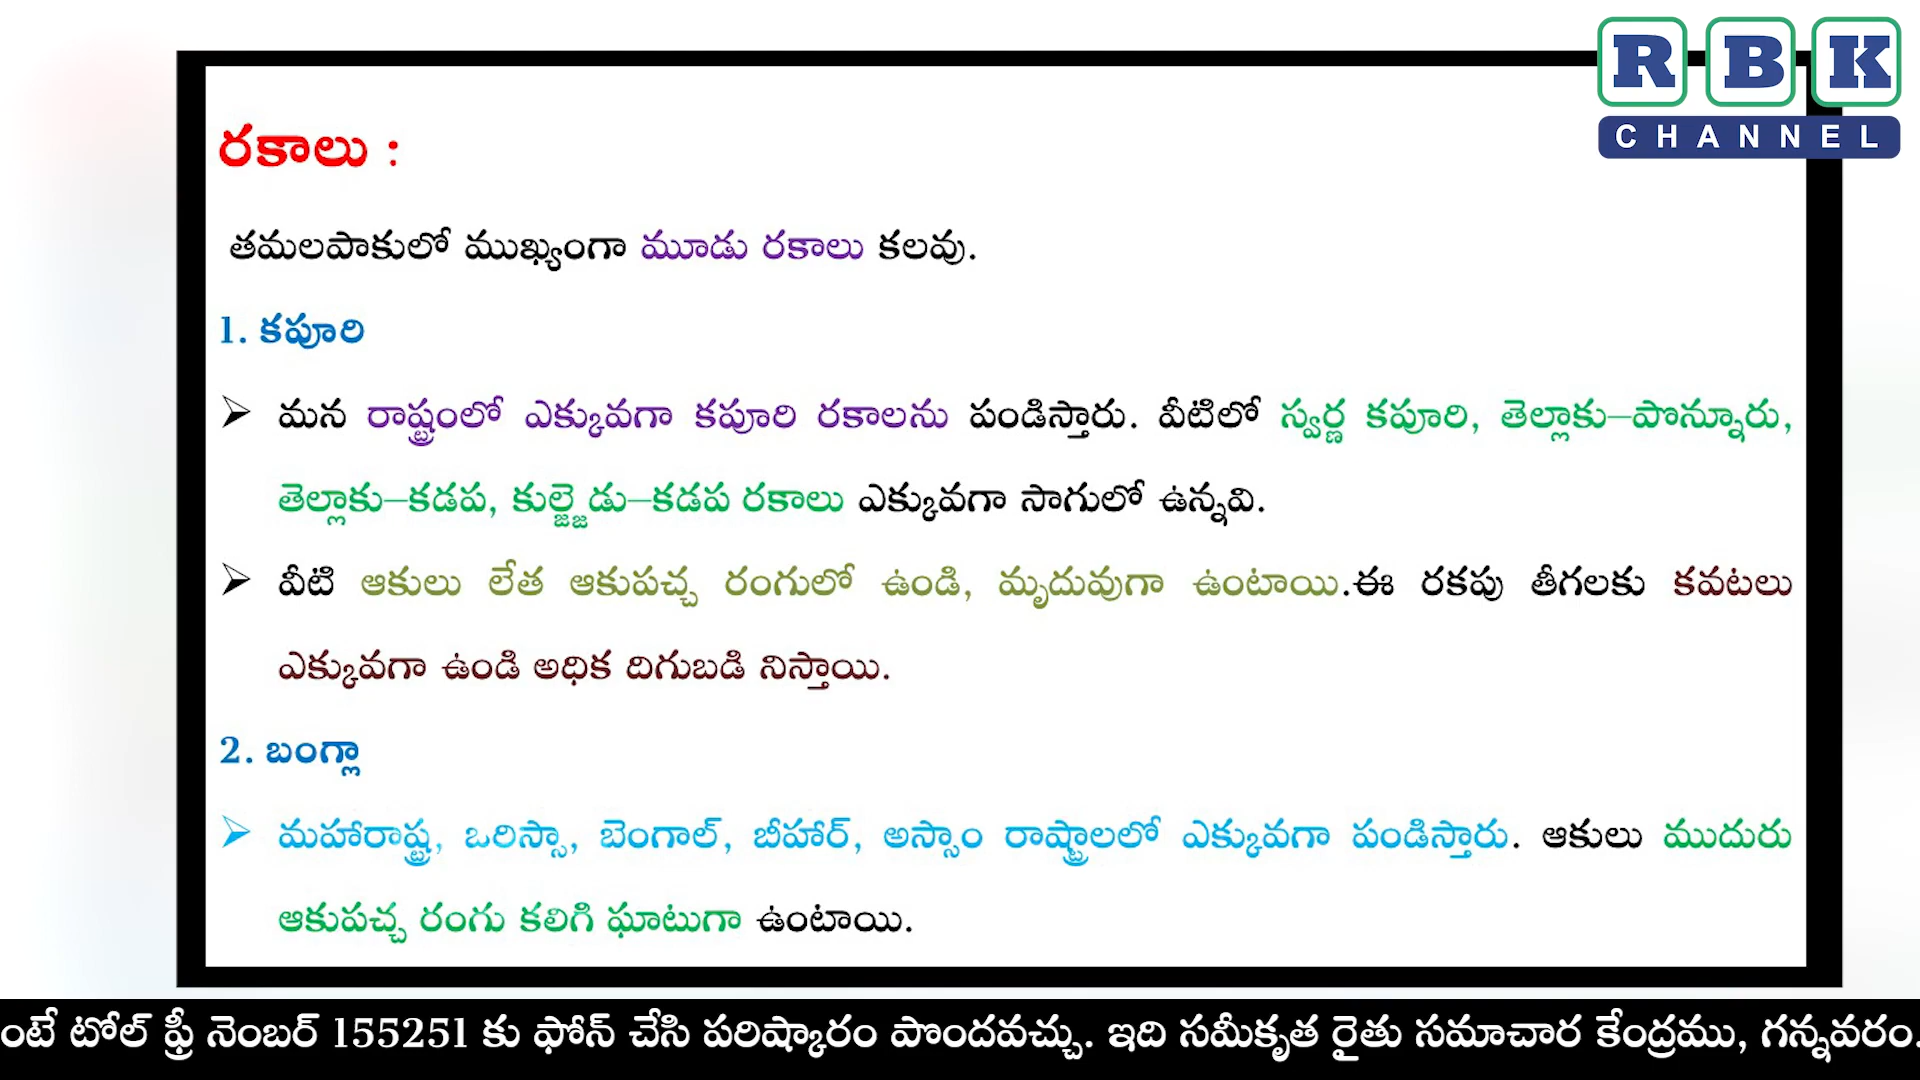 RBK
CHANNEL
రకాలు :
తమలపాకులో ముఖ్యంగా మూడు రకాలు కలవు.
1. కపూరి
➢ మన రాష్ట్రంలో ఎక్కువగా కపూరి రకాలను పండిస్తారు. వీటిలో స్వర్ణ కపూరి, తెల్లాకు–పొన్నూరు,
తెల్లాకు–కడప, కుల్జైడు–కడప రకాలు ఎక్కువగా సాగులో ఉన్నవి.
➢ వీటి ఆకులు లేత ఆకుపచ్చ రంగులో ఉండి, మృదువుగా ఉంటాయి.ఈ రకపు తీగలకు కవటలు
ఎక్కువగా ఉండి అధిక దిగుబడి నిస్తాయి.
2. బంగ్లా
➢ మహారాష్ట్ర, ఒరిస్సా, బెంగాల్, బీహార్, అస్సాం రాష్ట్రాలలో ఎక్కువగా పండిస్తారు. ఆకులు ముదురు
ఆకుపచ్చ రంగు కలిగి ఘాటుగా ఉంటాయి.
ంటే టోల్ ఫ్రీ నెంబర్ 155251 కు ఫోన్ చేసి పరిష్కారం పొందవచ్చు. ఇది సమీకృత రైతు సమాచార కేంద్రము, గన్నవరం.